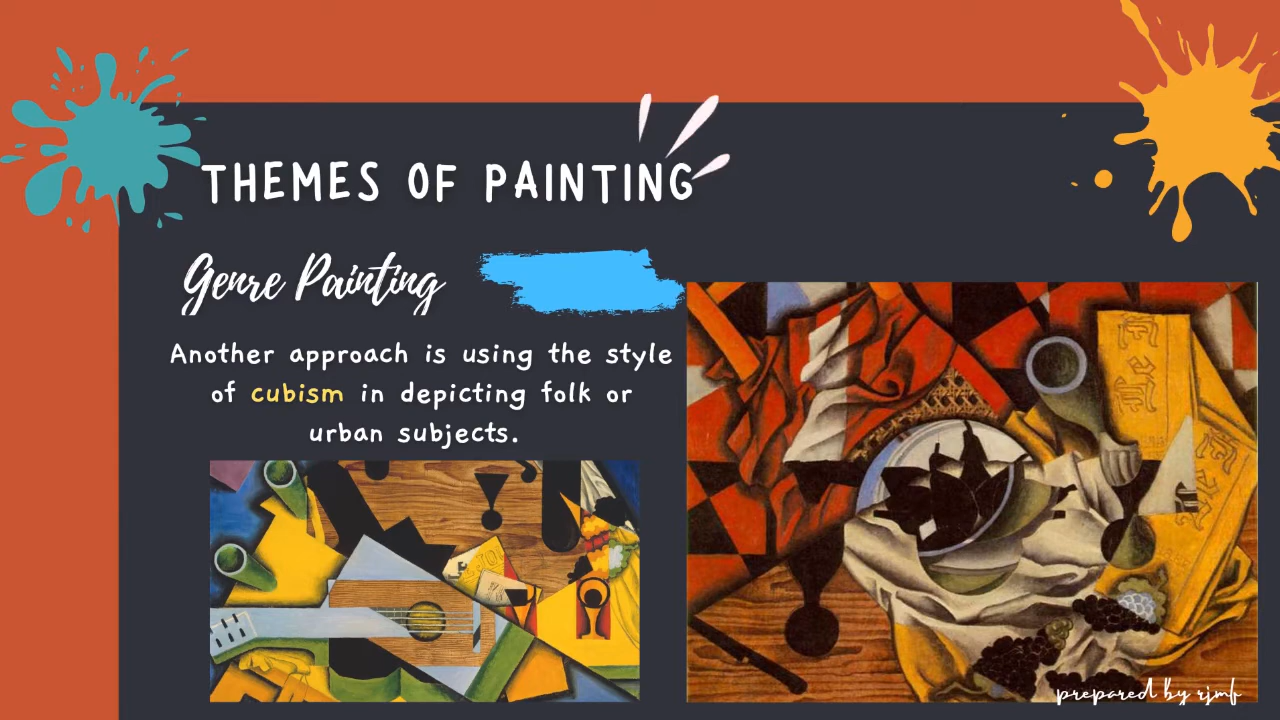 THEMES OF PAINTING
Genre Painting
Another approach is using the style
of cubism in depicting folk or
urban subjects.
prepared by rjmb